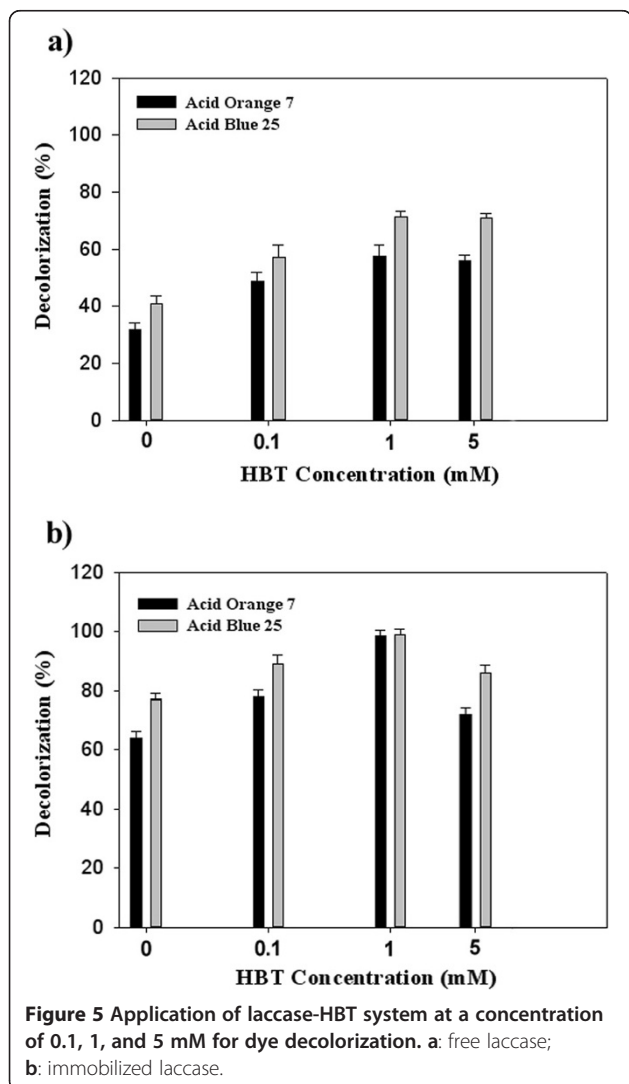 a)
120
100
80
60
40
20
0
Decolorization (%)
Acid Orange 7
Acid Blue 25
0 0.1 1 5
HBT Concentration (mM)
b)
120
100
80
60
40
20
0
Decolorization (%)
Acid Orange 7
Acid Blue 25
0 0.1 1 5
HBT Concentration (mM)
Figure 5 Application of laccase-HBT system at a concentration
of 0.1, 1, and 5 mM for dye decolorization. a: free laccase;
b: immobilized laccase.